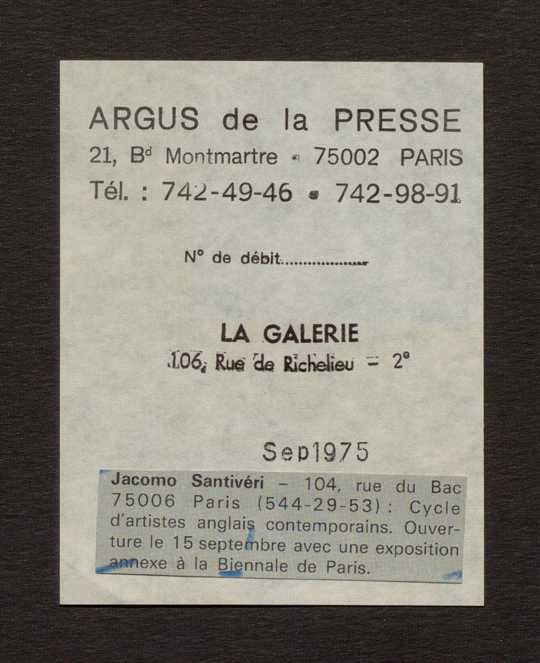 ARGUS de la PRESSE
21, Bd Montmartre - 75002 PARIS
Tél. : 742-49-46 • 742-98-91
N° de débit...................
LA GALERIE
106, Rue de Richelieu - 2°
Sep1975
Jacomo Santivéri – 104, rue du Bac
75006 Paris (544-29-53) : Cycle
d'artistes anglais contemporains. Ouver-
ture le 15 septembre avec une exposition
annexe à la Biennale de Paris.